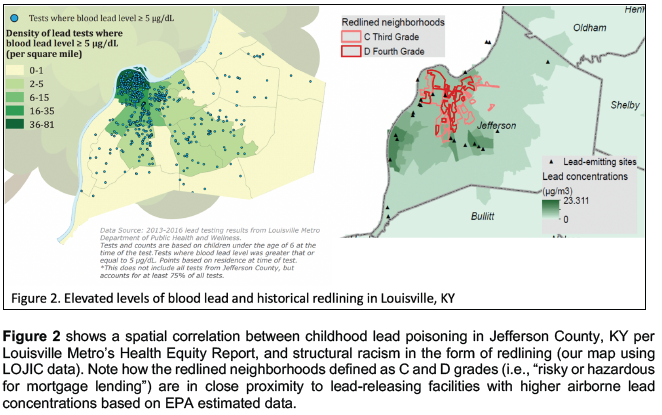 Tests where blood lead level ≥ 5 µg/dL
Density of lead tests where
blood lead level ≥ 5 µg/dL
(per square mile)
0-1
2-5
6-15
16-35
36-81
Data Source: 2013-2016 lead testing results from Louisville Metro
Department of Public Health and Wellness.
Tests and counts are based on children under the age of 6 at the
time of the test.Tests where blood lead level was greater that or
equal to 5 µg/dL. Points based on residence at time of test.
*This does not include all tests from Jefferson County, but
accounts for at least 75% of all tests.
Redlined neighborhoods
C Third Grade
D Fourth Grade
Oldham
Shelby
Jefferson
Bullitt
Lead-emitting sites
Lead concentrations
(µg/m3)
23.311
0
Figure 2. Elevated levels of blood lead and historical redlining in Louisville, KY
Figure 2 shows a spatial correlation between childhood lead poisoning in Jefferson County, KY per
Louisville Metro's Health Equity Report, and structural racism in the form of redlining (our map using
LOJIC data). Note how the redlined neighborhoods defined as C and D grades (i.e., “risky or hazardous
for mortgage lending”) are in close proximity to lead-releasing facilities with higher airborne lead
concentrations based on EPA estimated data.